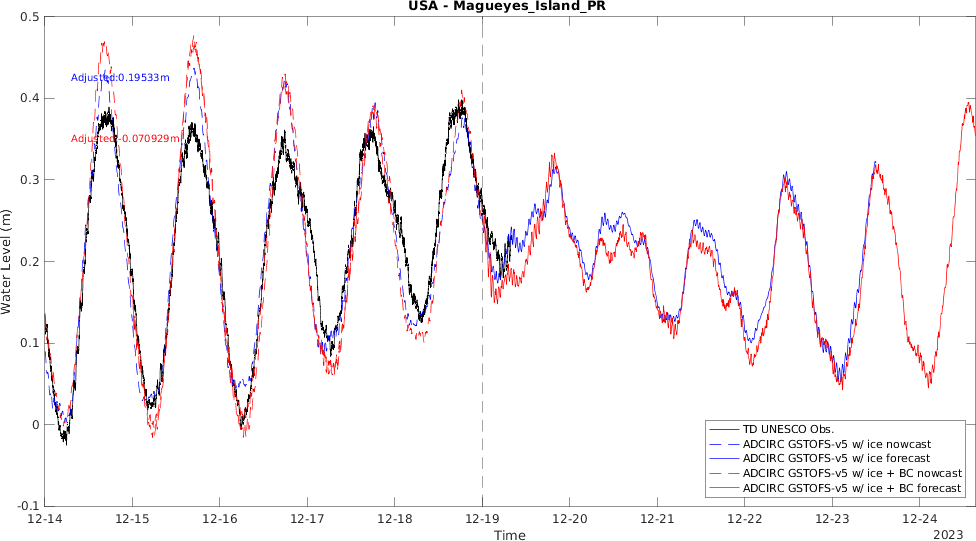 USA - Magueyes_Island_PR
0.5
Adjusted:0.19533m
0.4
Adjusted:-0.070929m
0.3
0.2
0.1
0
-0.1
Water Level (m)
TD UNESCO Obs.
ADCIRC GSTOFS-v5 w/ ice nowcast
ADCIRC GSTOFS-v5 w/ ice forecast
ADCIRC GSTOFS-v5 w/ ice + BC nowcast
ADCIRC GSTOFS-v5 w/ ice + BC forecast
12-14 12-15 12-16 12-17 12-18 12-19 12-20 12-21 12-22 12-23 12-24
Time
2023